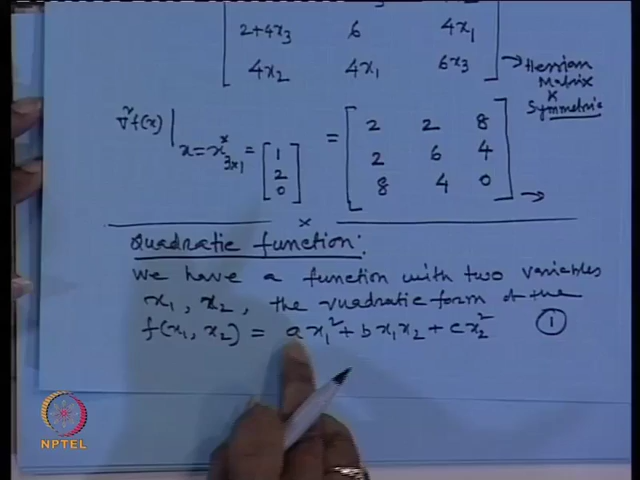 2+4x₃ 6 4x₁
4x₂ 4x₁ 6x₃ → Hessian
Matrix
&
Symmetric
∇²f(x) | x=x* 3x1 = [1 2 0] = [2 2 8
2 6 4
8 4 0] →
x
Quadratic function:
We have a function with two variables
x₁, x₂, the quadratic form of the
f(x₁, x₂) = ax₁² + bx₁x₂ + cx₂² ①
NPTEL